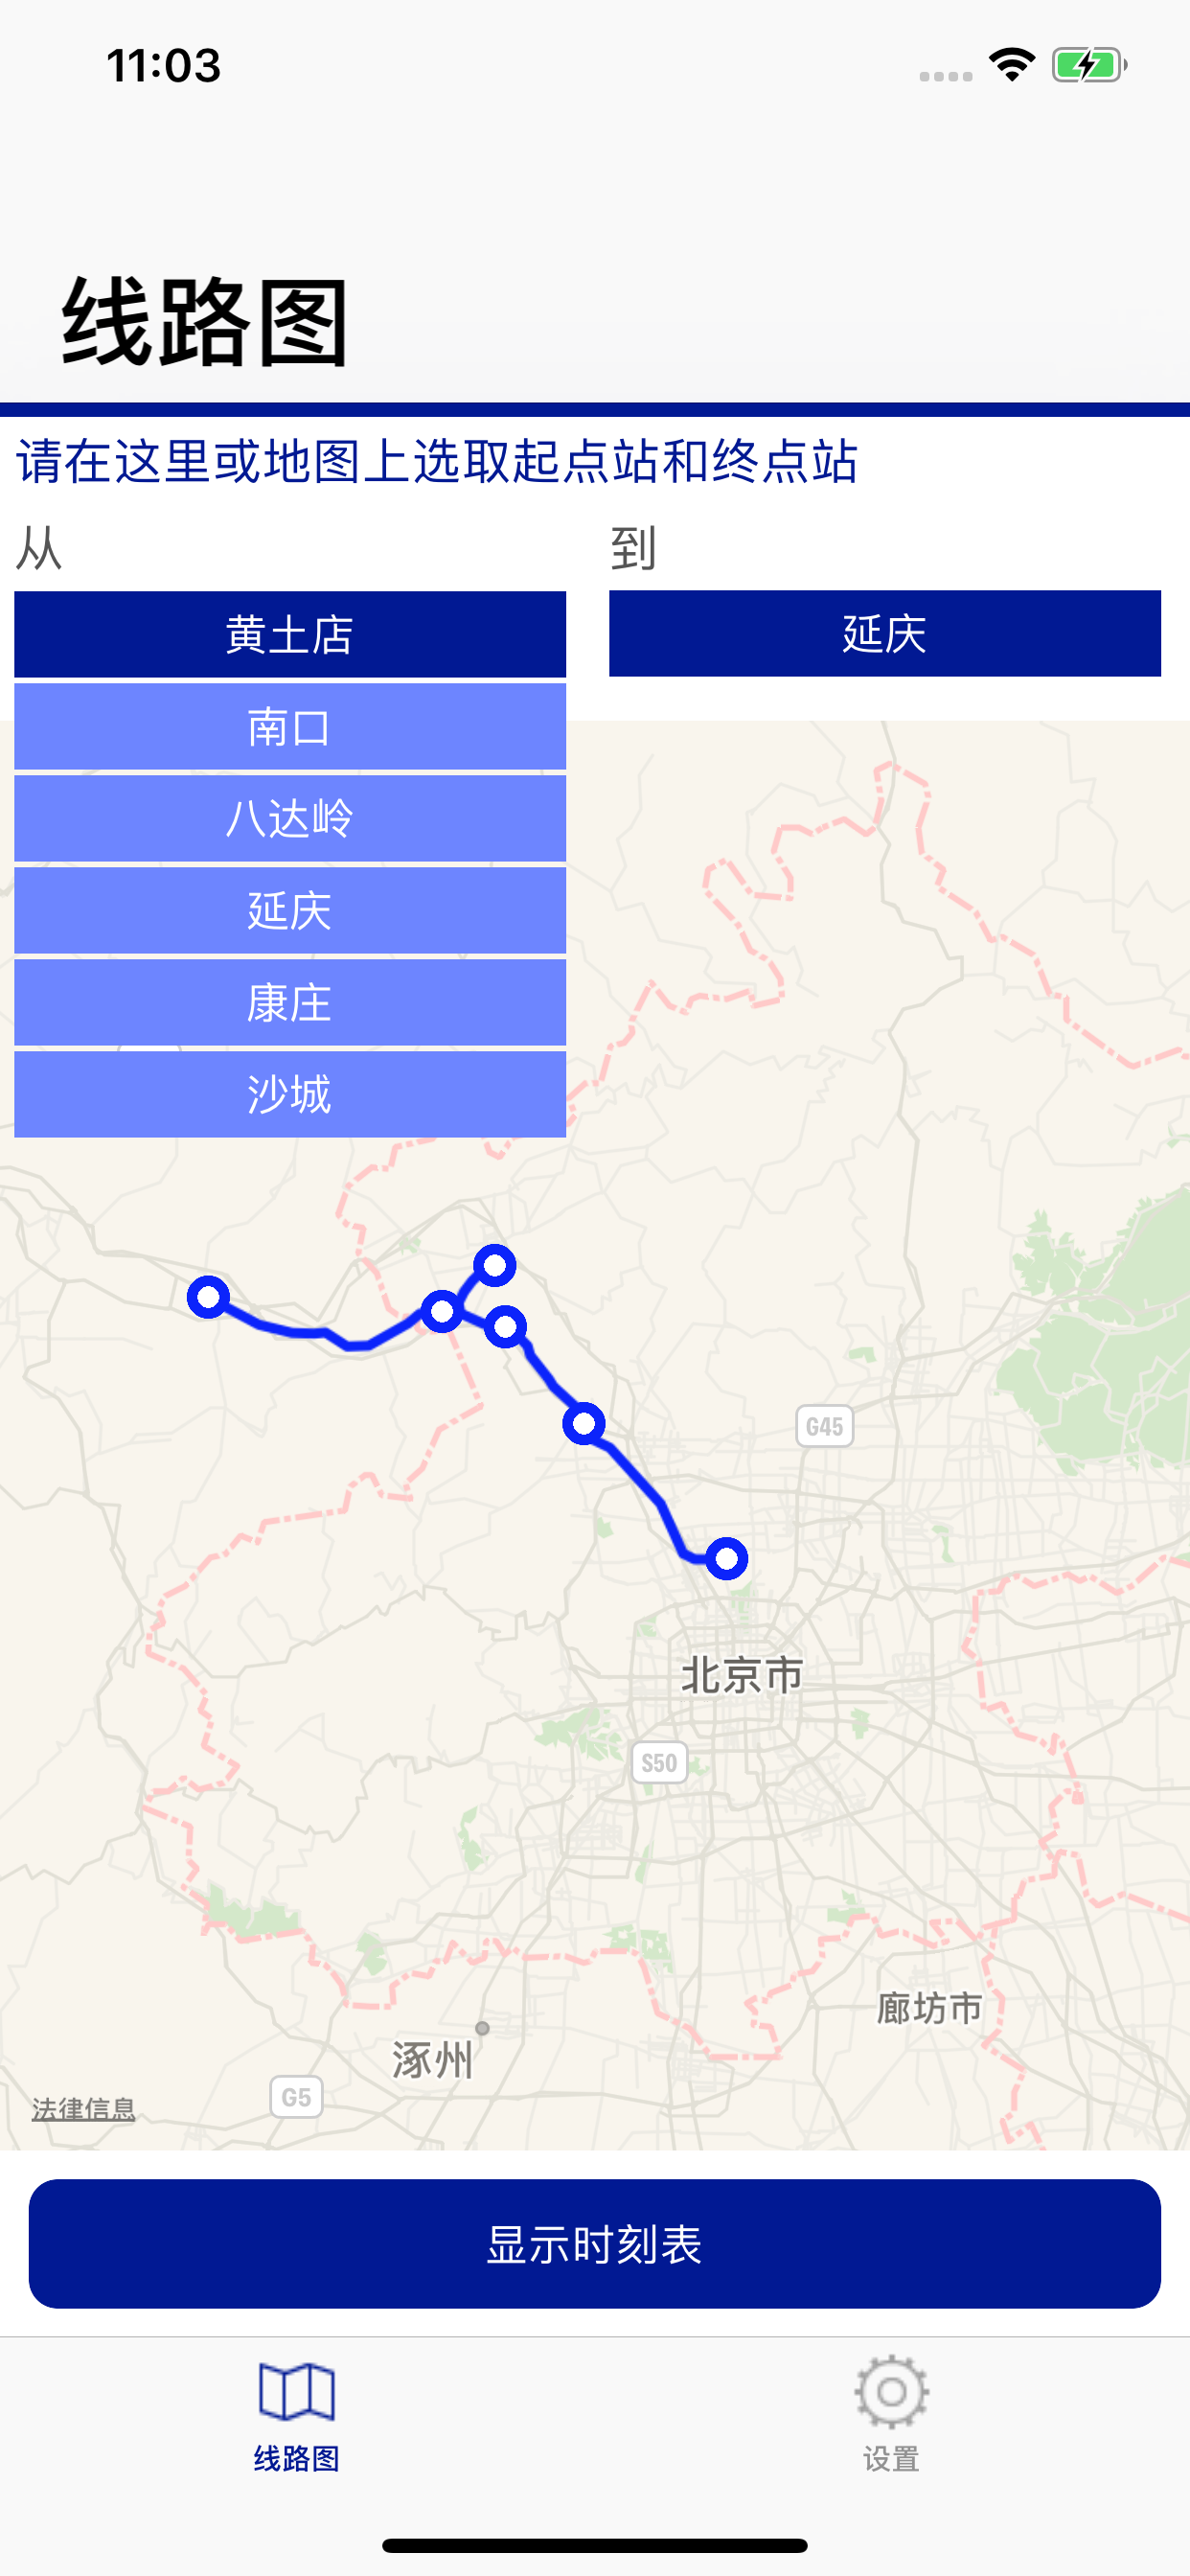 11:03
线路图
请在这里或地图上选取起点站和终点站
从
到
黄土店
延庆
南口
八达岭
延庆
康庄
沙城
G45
北京市
S50
廊坊市
涿州
G5
法律信息
显示时刻表
线路图
设置